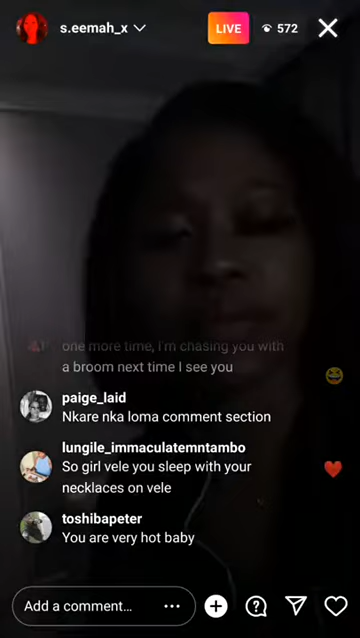 s.eemah_x
LIVE
572
one more time, I'm chasing you with
a broom next time I see you
paige_laid
Nkare nka loma comment section
lungile_immaculatemntambo
So girl vele you sleep with your
necklaces on vele
toshibapeter
You are very hot baby
Add a comment...